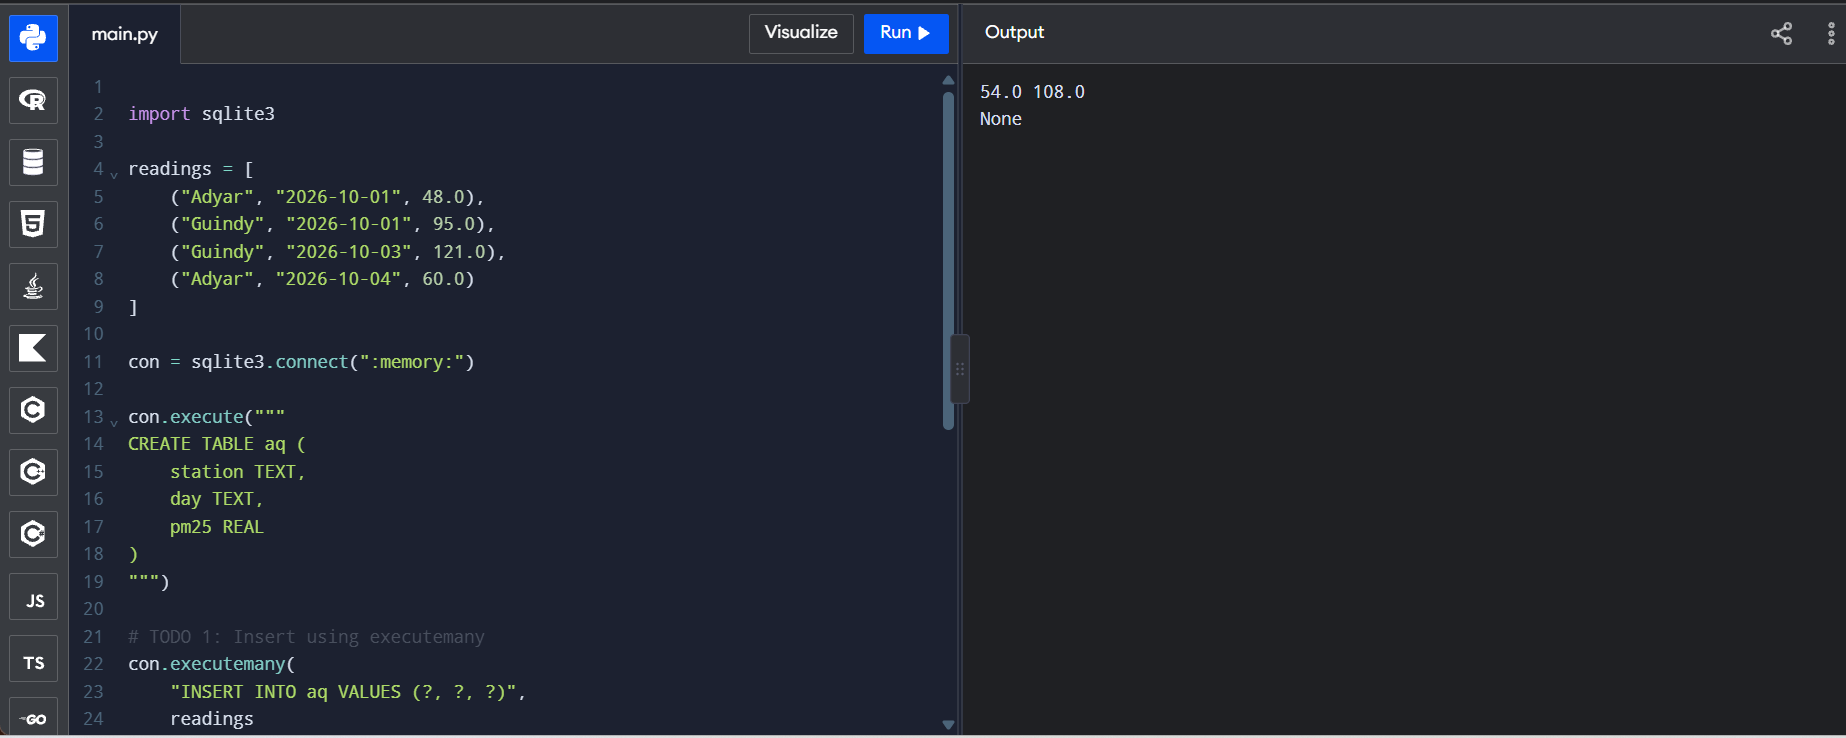 main.py
Visualize
Run
Output
1
2 import sqlite3
3
4 readings = [
5     ("Adyar", "2026-10-01", 48.0),
6     ("Guindy", "2026-10-01", 95.0),
7     ("Guindy", "2026-10-03", 121.0),
8     ("Adyar", "2026-10-04", 60.0)
9 ]
10
11 con = sqlite3.connect(":memory:")
12
13 con.execute("""
14 CREATE TABLE aq (
15     station TEXT,
16     day TEXT,
17     pm25 REAL
18 )
19 """)
20
21 # TODO 1: Insert using executemany
22 con.executemany(
23     "INSERT INTO aq VALUES (?, ?, ?)",
24     readings
54.0 108.0
None
R
5
C
C
C
JS
TS
GO